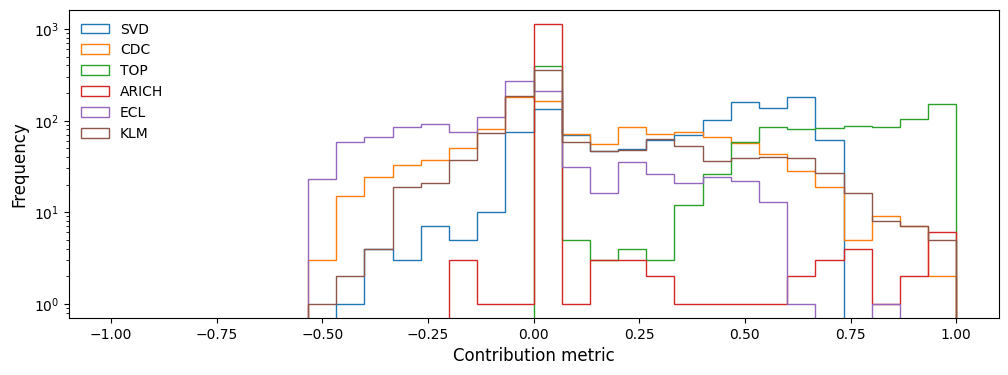 SVD
CDC
TOP
ARICH
ECL
KLM
Frequency
10³
10²
10¹
10⁰
−1.00 −0.75 −0.50 −0.25 0.00 0.25 0.50 0.75 1.00
Contribution metric